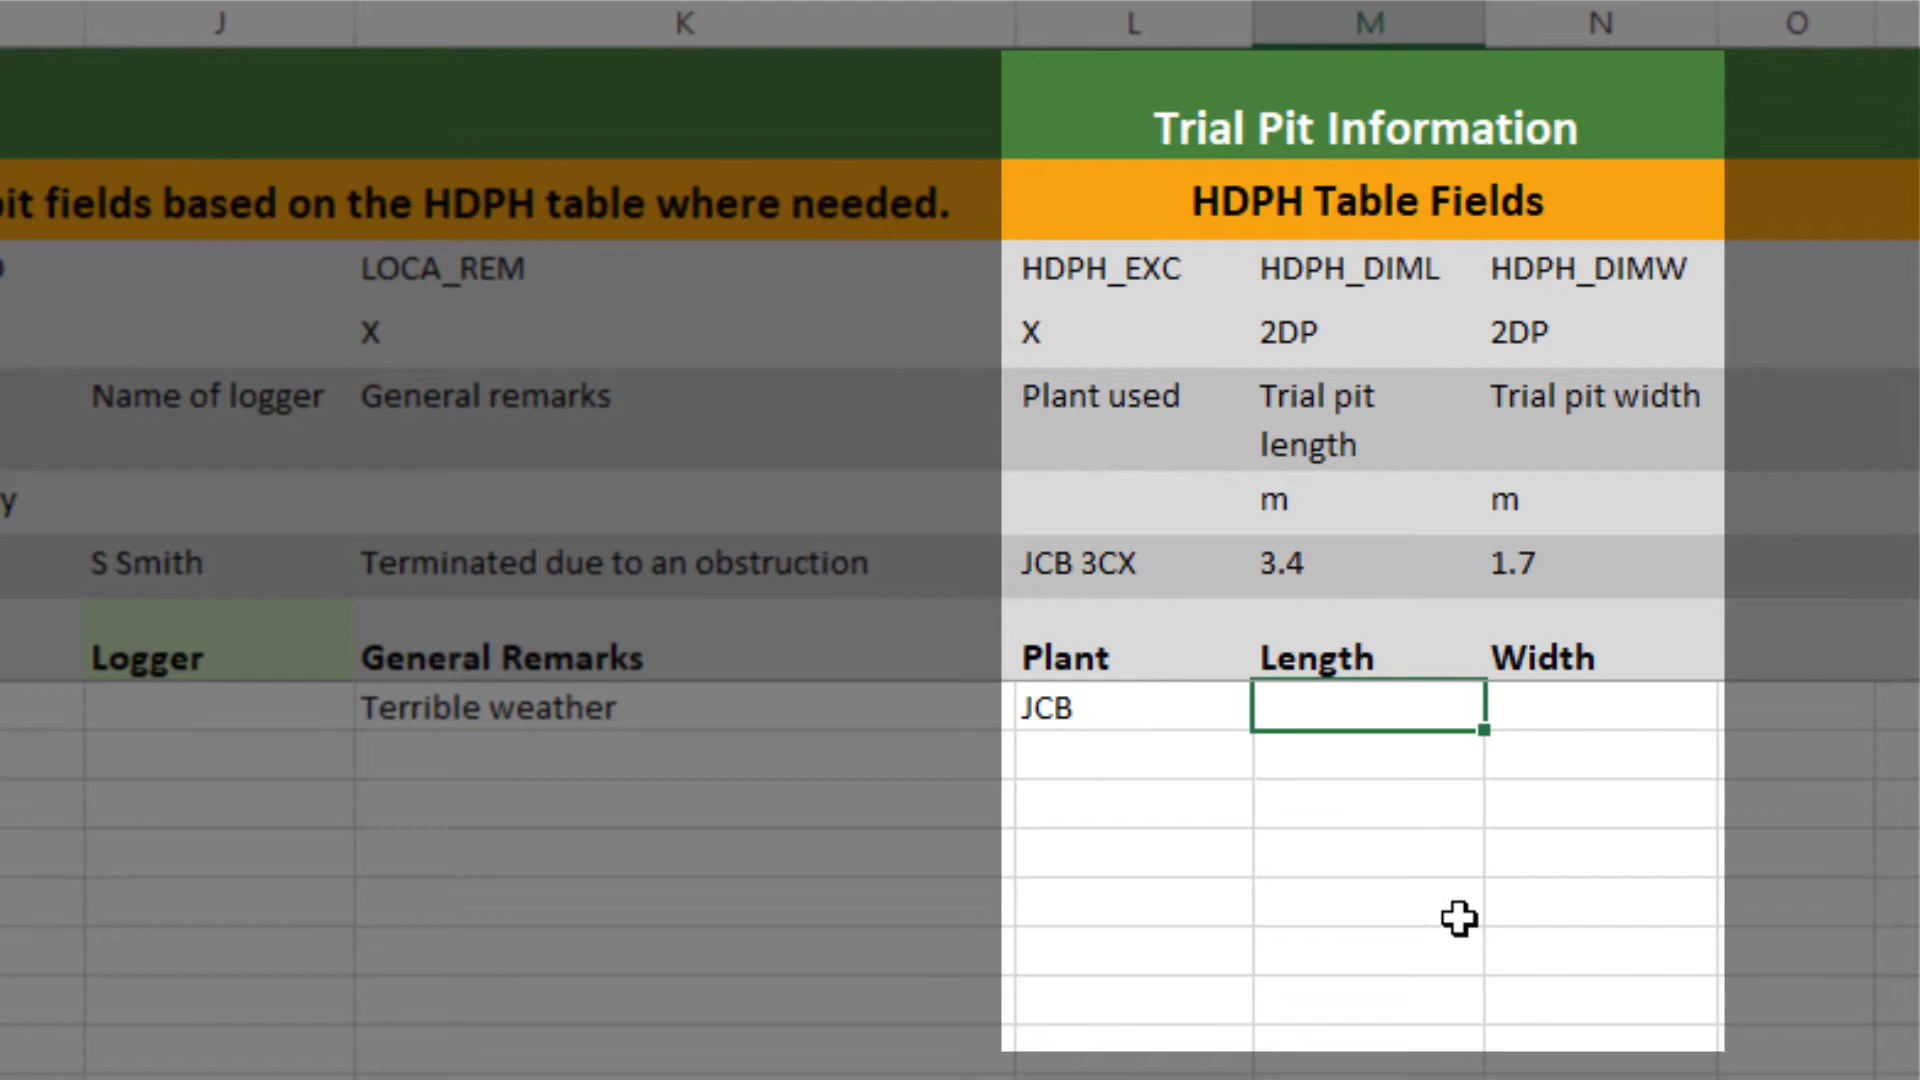 J K L M N O
Trial Pit Information
pit fields based on the HDPH table where needed. HDPH Table Fields
LOCA_REM HDPH_EXC HDPH_DIML HDPH_DIMW
X X 2DP 2DP
Name of logger General remarks Plant used Trial pit Trial pit width
length
y m m
S Smith Terminated due to an obstruction JCB 3CX 3.4 1.7
Logger General Remarks Plant Length Width
Terrible weather JCB